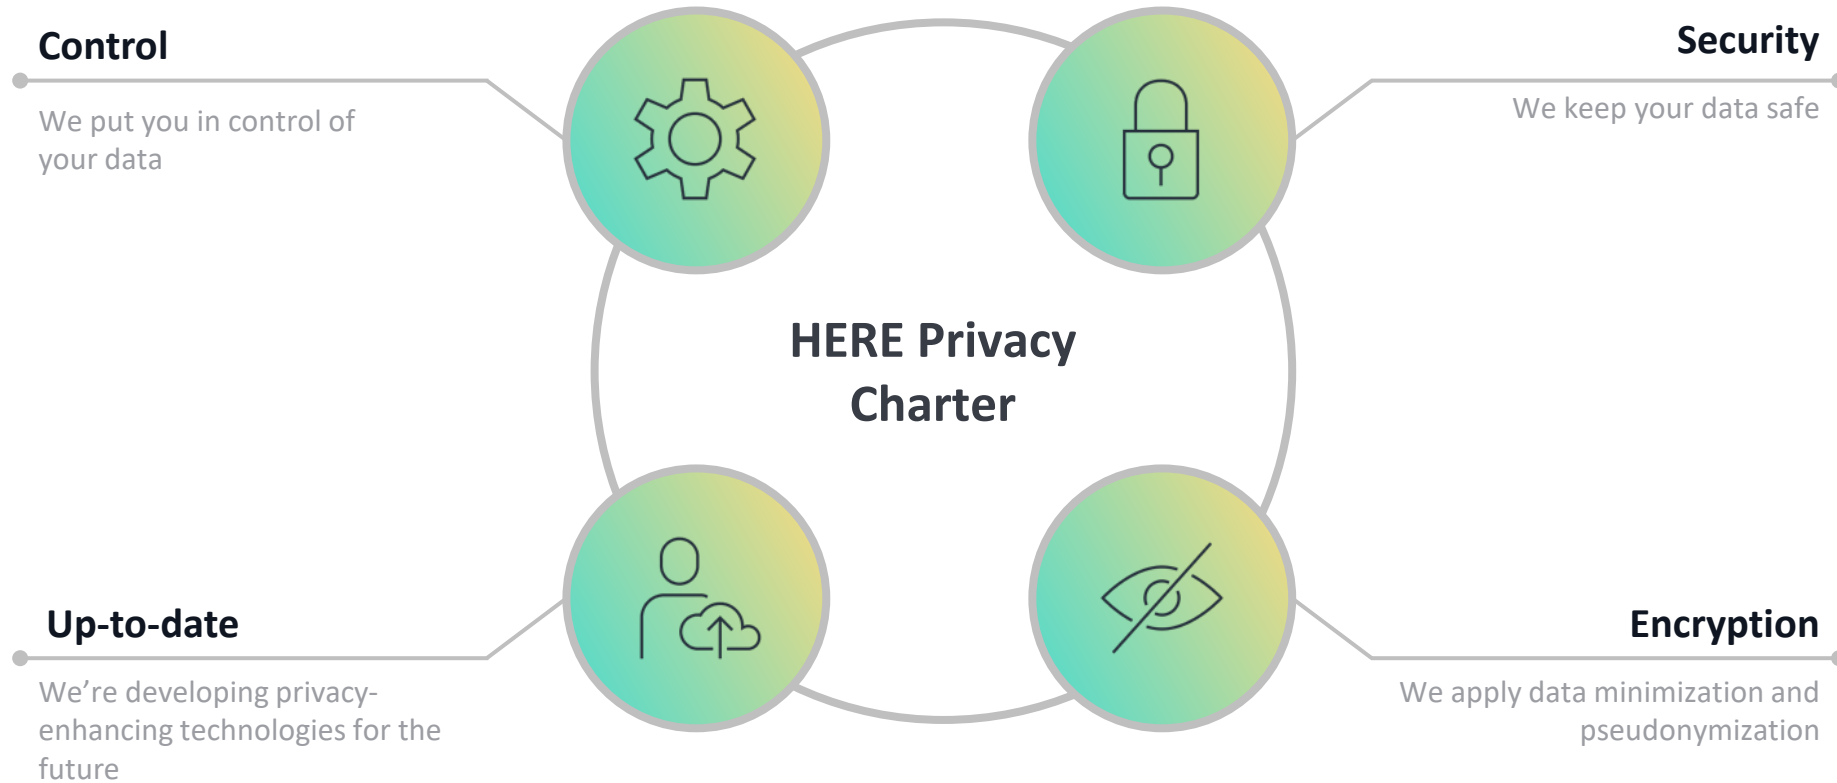 Control
We put you in control of
your data
Security
We keep your data safe
HERE Privacy
Charter
Up-to-date
We’re developing privacy-
enhancing technologies for the
future
Encryption
We apply data minimization and
pseudonymization